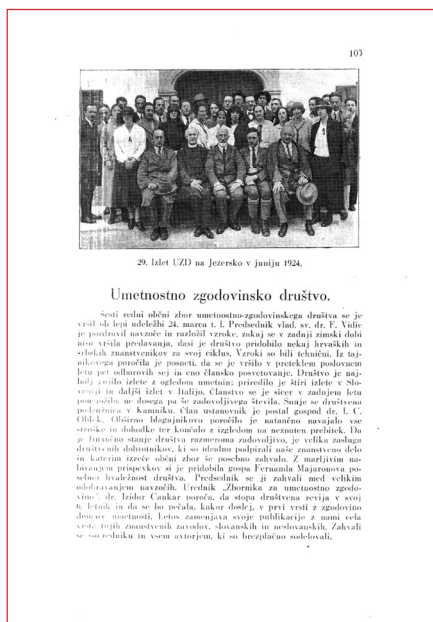 103
29. Izlet UZD na Jezersko v juniju 1924.
Umetnostno zgodovinsko društvo.
Šesti redni občni zbor umetnostno-zgodovinskega društva se je
vršil ob lepi udeležbi 24. marca t. l. Predsednik vlad. sv. dr. F. Vidic
je pozdravil navzoče in razložil vzroke, zakaj se v zadnji zimski dobi
niso vršila predavanja, dasi je društvo pridobilo nekaj hrvaških in
srbskih znanstvenikov za svoj ciklus. Vzroki so bili tehnični. Iz taj-
nikovega poročila je posneti, da se je vršilo v preteklem poslovnem
letu pet odborovih sej in eno člansko posvetovanje. Društvo je naj-
bolj gojilo izlete z ogledom umetnin; priredilo je štiri izlete v Slo-
veniji in daljši izlet v Italijo. Članstvo se je sicer v zadnjem letu
pomnožilo, ne dosega pa še zadovoljivega števila. Snuje se društvena
podružnica v Kamniku. Član ustanovnik je postal gospod dr. I. C.
Oblak. Obširno blagajnikovo poročilo je natančno navajalo vse
stroške in dohodke ter končalo z izgledom na neznaten prebitek. Da
je finančno stanje društva razmeroma zadovoljivo, je velika zasluga
društvenih dobrotnikov, ki so idealno podpirali naše znanstveno delo
in katerim izreče občni zbor še posebno zahvalo. Z marljivim na-
biranjem prispevkov si je pridobila gospa Fernanda Majaronova po-
sebno hvaležnost društva. Predsednik se ji zahvali med velikim
odobravanjem navzočih. Urednik „Zbornika za umetnostno zgodo-
vino", dr. Izidor Cankar poroča, da stopa društvena revija v svoj
6. letnik in da se bo pečala, kakor doslej, v prvi vrsti z zgodovino
domače umetnosti. Letos zamenjava svoje publikacije z nami cela
vrsta tujih znanstvenih zavodov, slovanskih in neslovanskih. Zahvali
se souredniku in vsem avtorjem, ki so brezplačno sodelovali.